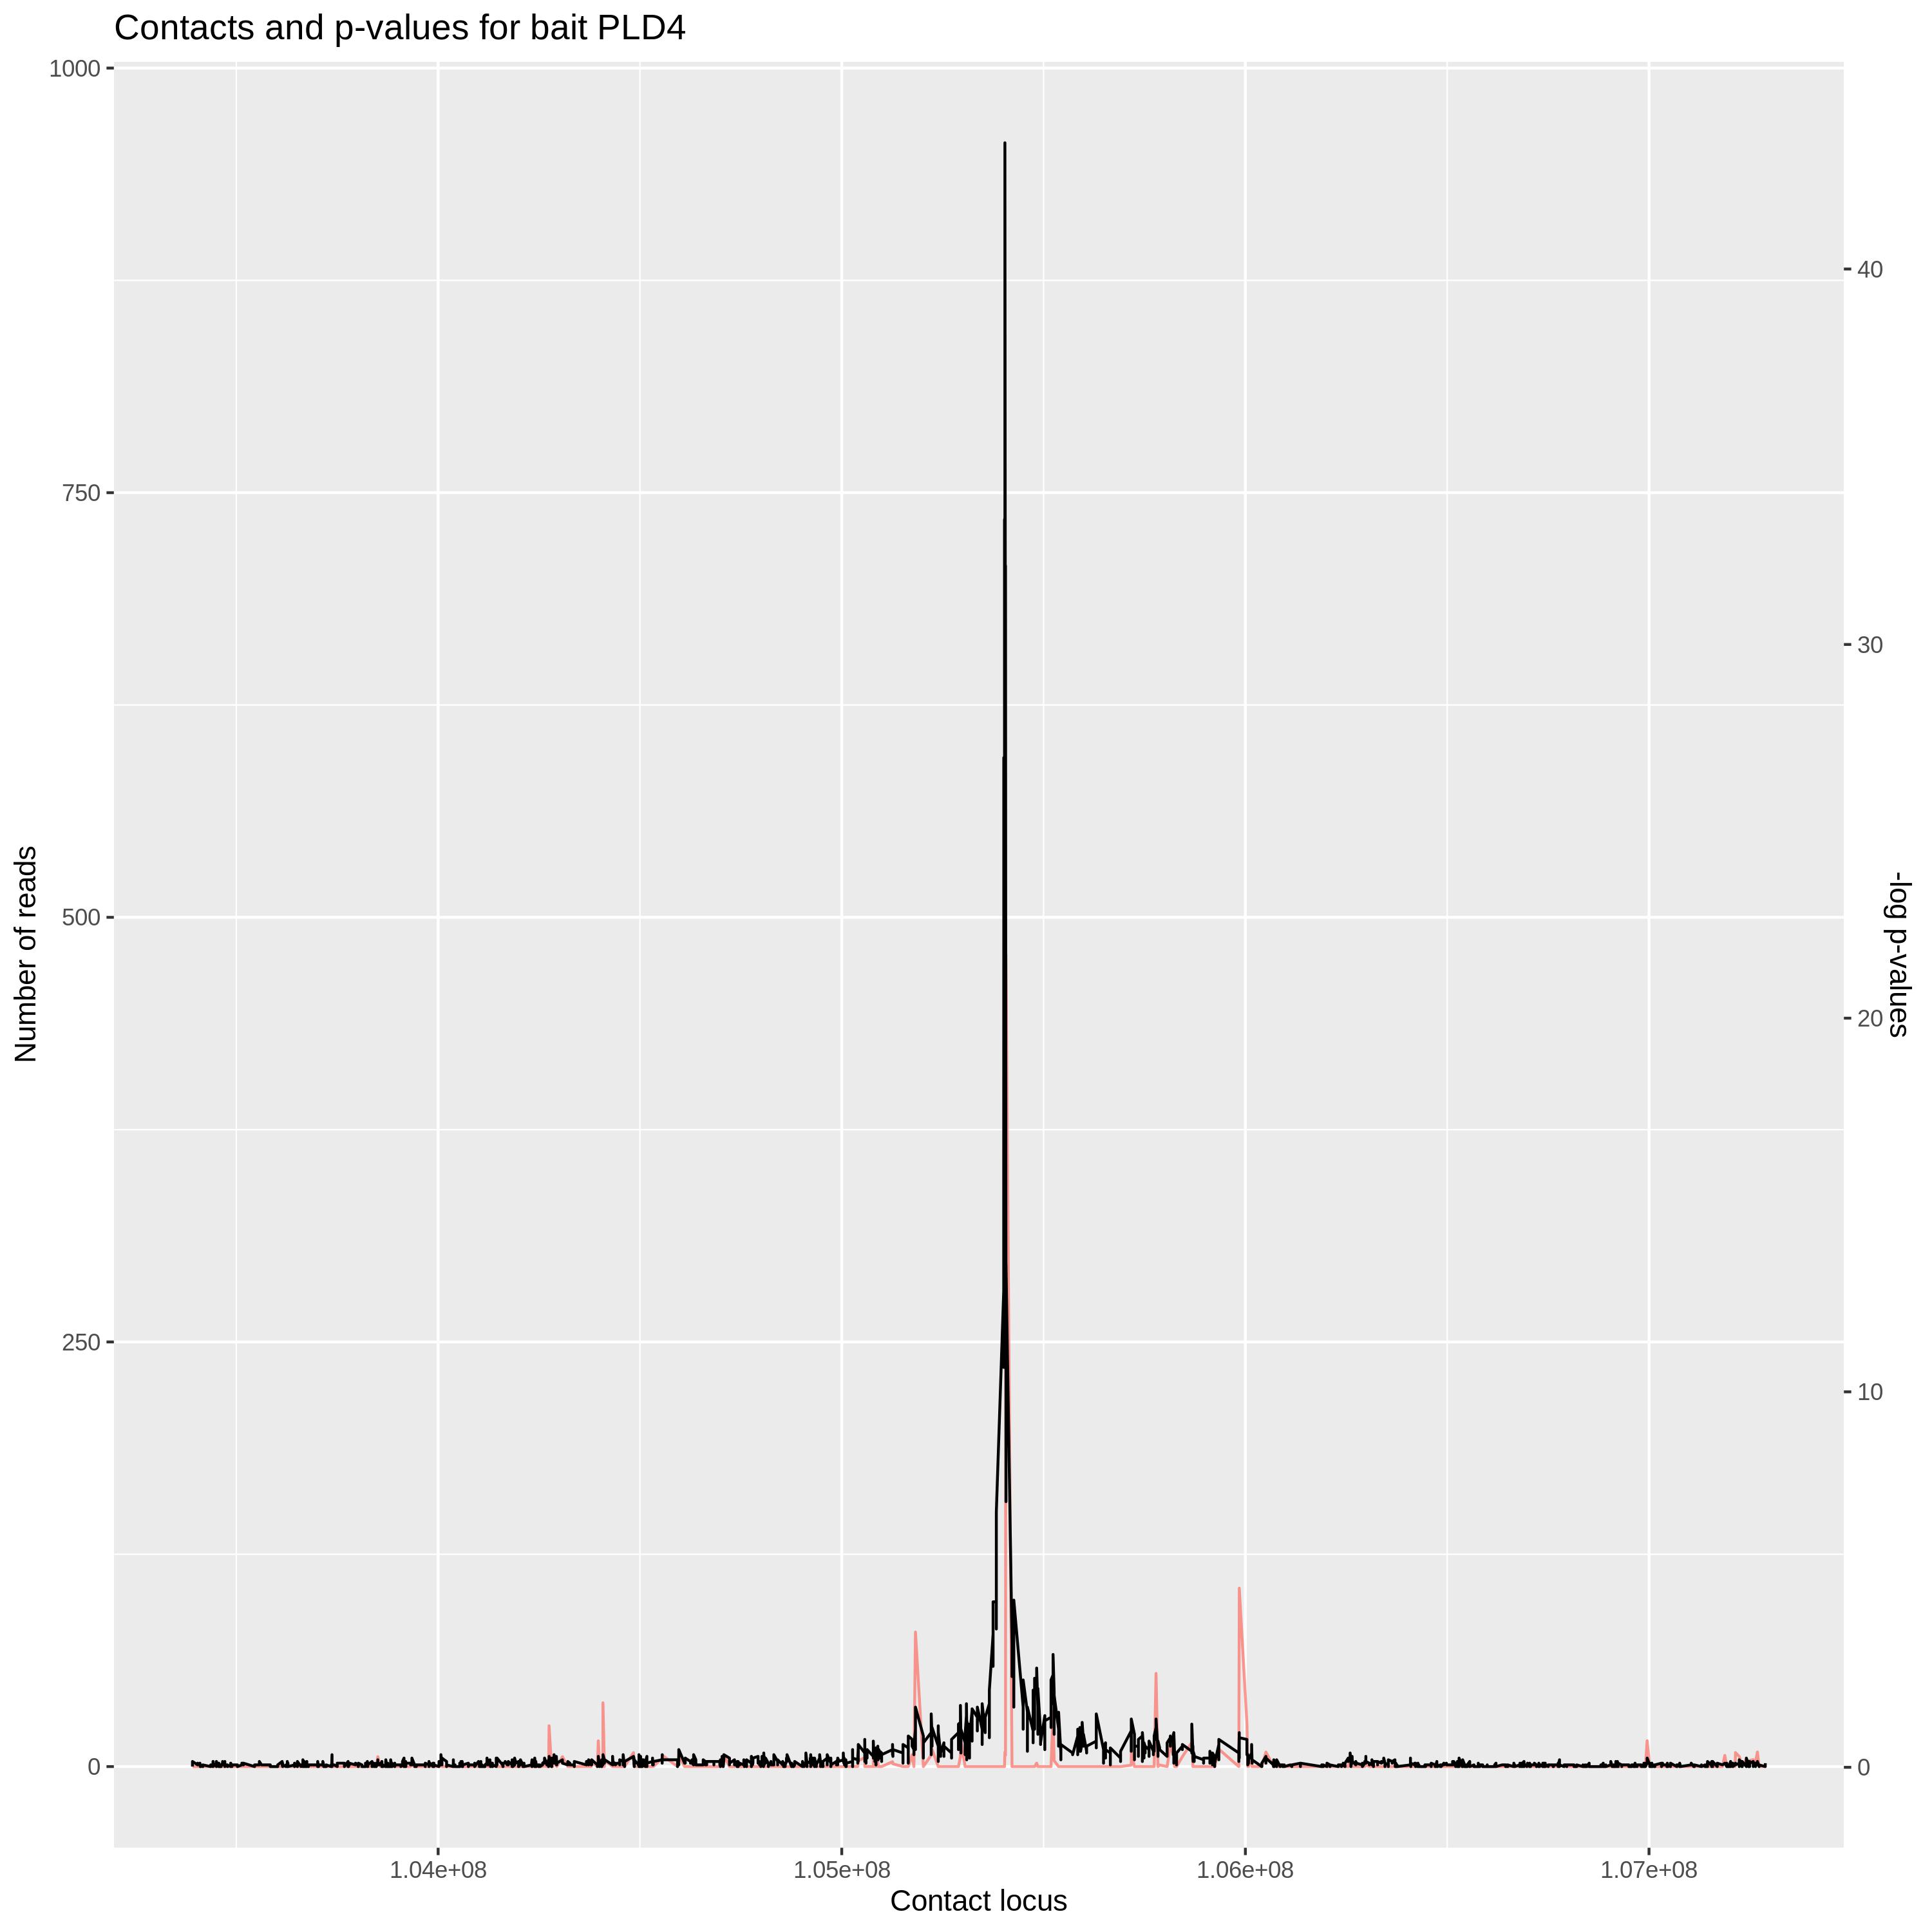 Contacts and p-values for bait PLD4
1000
750
500
250
0
Number of reads
40
30
20
10
0
-log p-values
1.04e+08
1.05e+08
1.06e+08
1.07e+08
Contact locus